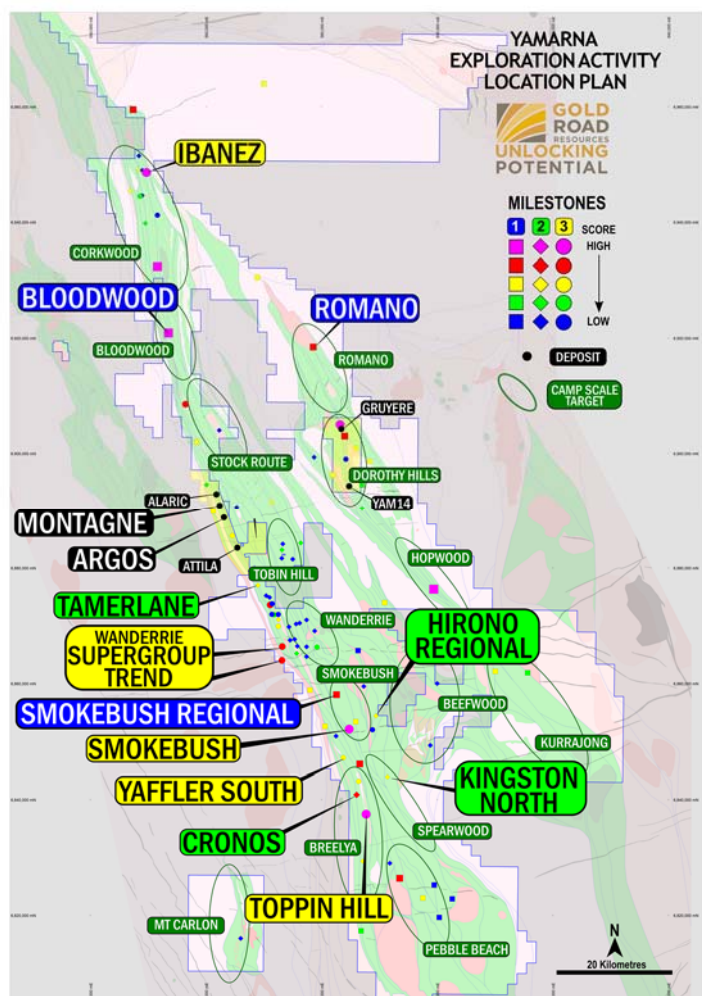 YAMARNA
EXPLORATION ACTIVITY
LOCATION PLAN
GOLD
ROAD
RESOURCES
UNLOCKING
POTENTIAL
MILESTONES
1 2 3 SCORE
HIGH
LOW
DEPOSIT
CAMP SCALE
TARGET
IBANEZ
CORKWOOD
BLOODWOOD
BLOODWOOD
ROMANO
ROMANO
GRUYERE
STOCK ROUTE
DOROTHY HILLS
YAM14
ALARIC
MONTAGNE
ARGOS
ATTILA
TOBIN HILL
HOPWOOD
TAMERLANE
WANDERRIE
WANDERRIE
SUPERGROUP
TREND
HIRONO
REGIONAL
SMOKEBUSH
SMOKEBUSH REGIONAL
BEEFWOOD
SMOKEBUSH
KURRAJONG
YAFFLER SOUTH
KINGSTON
NORTH
CRONOS
SPEARWOOD
BREELYA
TOPPIN HILL
MT CARLON
PEBBLE BEACH
N
20 Kilometres